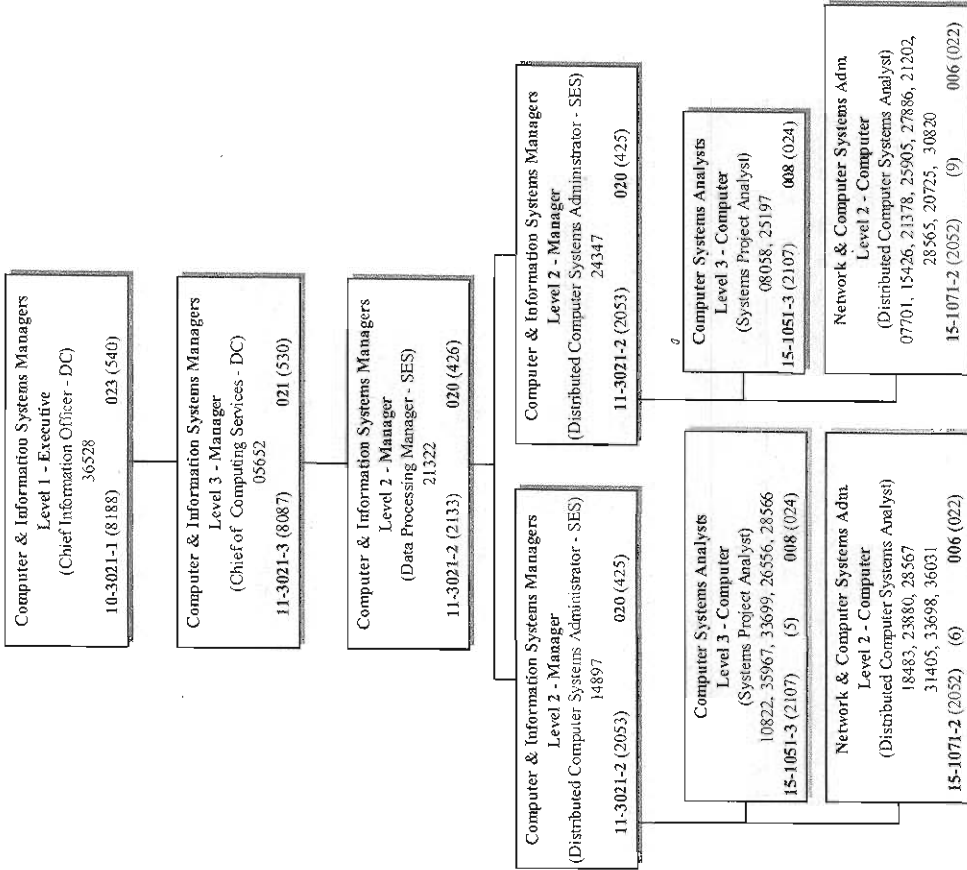 Computer & Information Systems Managers
Level 1 - Executive
(Chief Information Officer - DC)
36528
10-3021-1 (8188) 023 (540)
Computer & Information Systems Managers
Level 3 - Manager
(Chief of Computing Services - DC)
05652
11-3021-3 (8087) 021 (530)
Computer & Information Systems Managers
Level 2 - Manager
(Data Processing Manager - SES)
21322
11-3021-2 (2133) 020 (426)
Computer & Information Systems Managers
Level 2 - Manager
(Distributed Computer Systems Administrator - SES)
14897
11-3021-2 (2053) 020 (425)
Computer Systems Analysts
Level 3 - Computer
(Systems Project Analyst)
10822, 35967, 33699, 26556, 28566
15-1051-3 (2107) (5) 008 (024)
Network & Computer Systems Adm.
Level 2 - Computer
(Distributed Computer Systems Analyst)
18483, 23880, 28567
31405, 33698, 36031
15-1071-2 (2052) (6) 006 (022)
Computer & Information Systems Managers
Level 2 - Manager
(Distributed Computer Systems Administrator - SES)
24347
11-3021-2 (2053) 020 (425)
Computer Systems Analysts
Level 3 - Computer
(Systems Project Analyst)
08058, 25197
15-1051-3 (2107) 008 (024)
Network & Computer Systems Adm.
Level 2 - Computer
(Distributed Computer Systems Analyst)
07701, 15426, 21378, 25905, 27886, 21202,
28565, 20725, 30820
15-1071-2 (2052) (9) 006 (022)